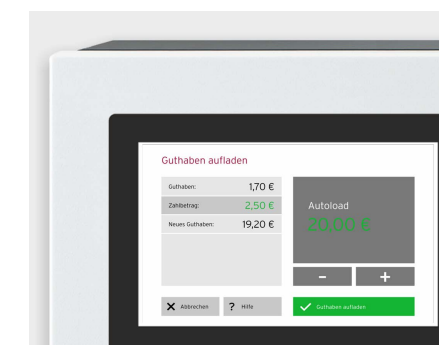 Guthaben aufladen
Guthaben: 1,70 €
Zahlbetrag: 2,50 €
Neues Guthaben: 19,20 €
Autoload
20,00 €
- +
Abbrechen
? Hilfe
Guthaben aufladen